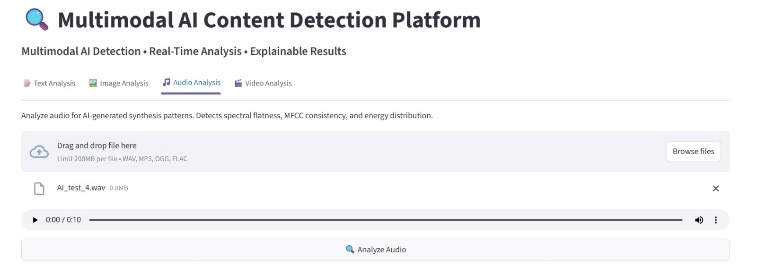 Multimodal AI Content Detection Platform
Multimodal AI Detection • Real-Time Analysis • Explainable Results
Text Analysis Image Analysis Audio Analysis Video Analysis
Analyze audio for AI-generated synthesis patterns. Detects spectral flatness, MFCC consistency, and energy distribution.
Drag and drop file here
Limit 200MB per file • WAV, MP3, OGG, FLAC
Browse files
AI_test_4.wav 0.8MB
0:00 / 0:10
Analyze Audio